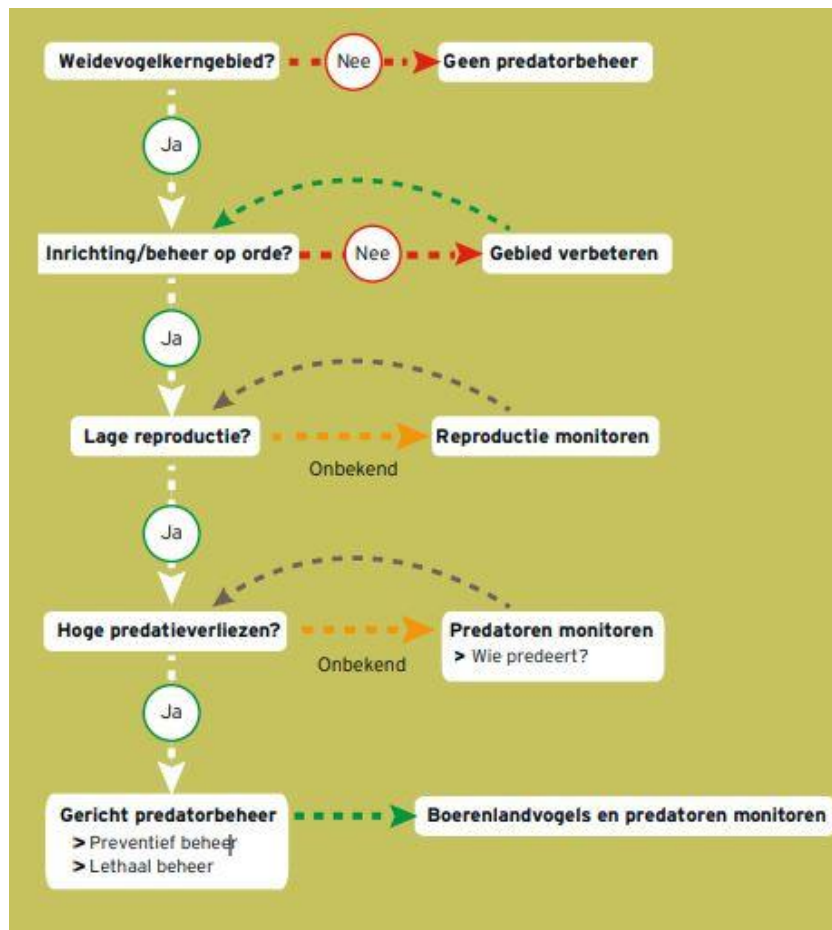 Weidevogelkerngebied?
Nee
Geen predatorbeheer
Ja
Inrichting/beheer op orde?
Nee
Gebied verbeteren
Ja
Lage reproductie?
Onbekend
Reproductie monitoren
Ja
Hoge predatieverliezen?
Onbekend
Predatoren monitoren
> Wie predeert?
Ja
Gericht predatorbeheer
> Preventief beheer
> Lethaal beheer
Boerenlandvogels en predatoren monitoren